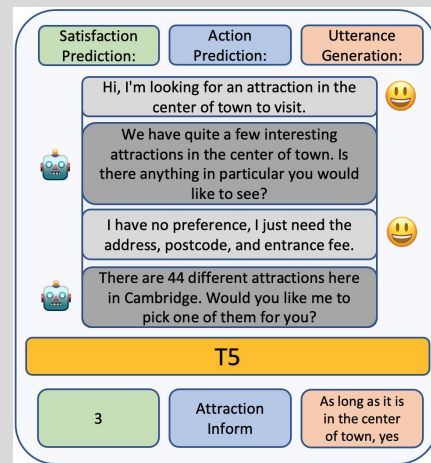 Satisfaction
Prediction:
Action
Prediction:
Utterance
Generation:
Hi, I'm looking for an attraction in the
center of town to visit.
We have quite a few interesting
attractions in the center of town. Is
there anything in particular you would
like to see?
I have no preference, I just need the
address, postcode, and entrance fee.
There are 44 different attractions here
in Cambridge. Would you like me to
pick one of them for you?
T5
3
Attraction
Inform
As long as it is
in the center
of town, yes